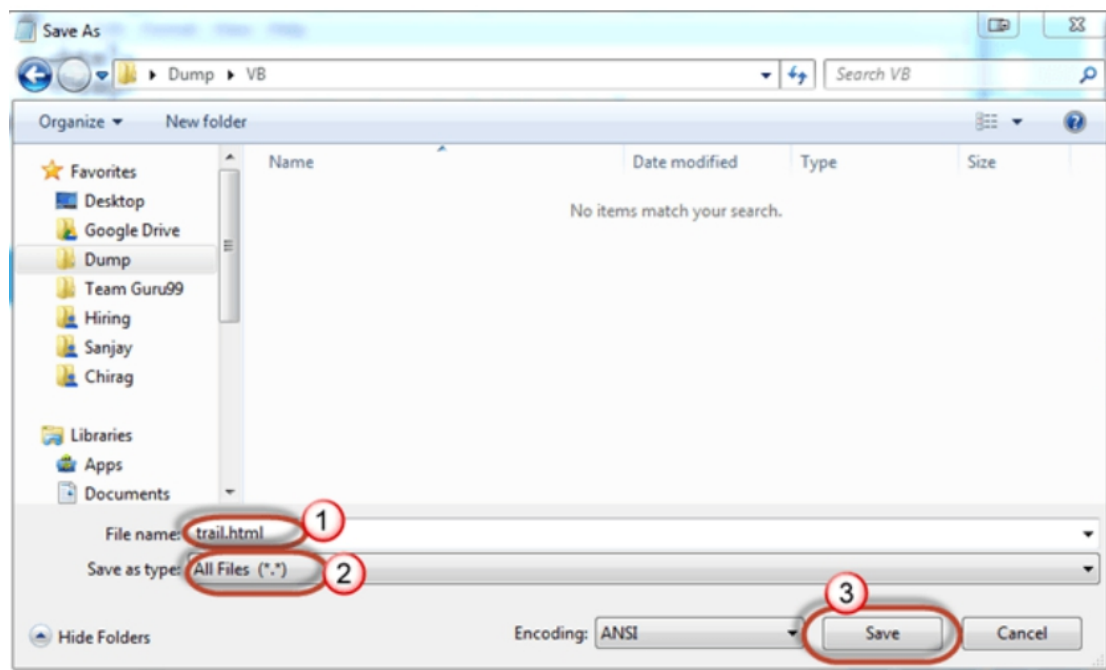 Save As
Dump VB
Search VB
Organize
New folder
Name
Date modified
Type
Size
No items match your search.
Favorites
Desktop
Google Drive
Dump
Team Guru99
Hiring
Sanjay
Chirag
Libraries
Apps
Documents
File name: trail.html
1
Save as type: All Files (*.*)
2
3
Hide Folders
Encoding: ANSI
Save
Cancel